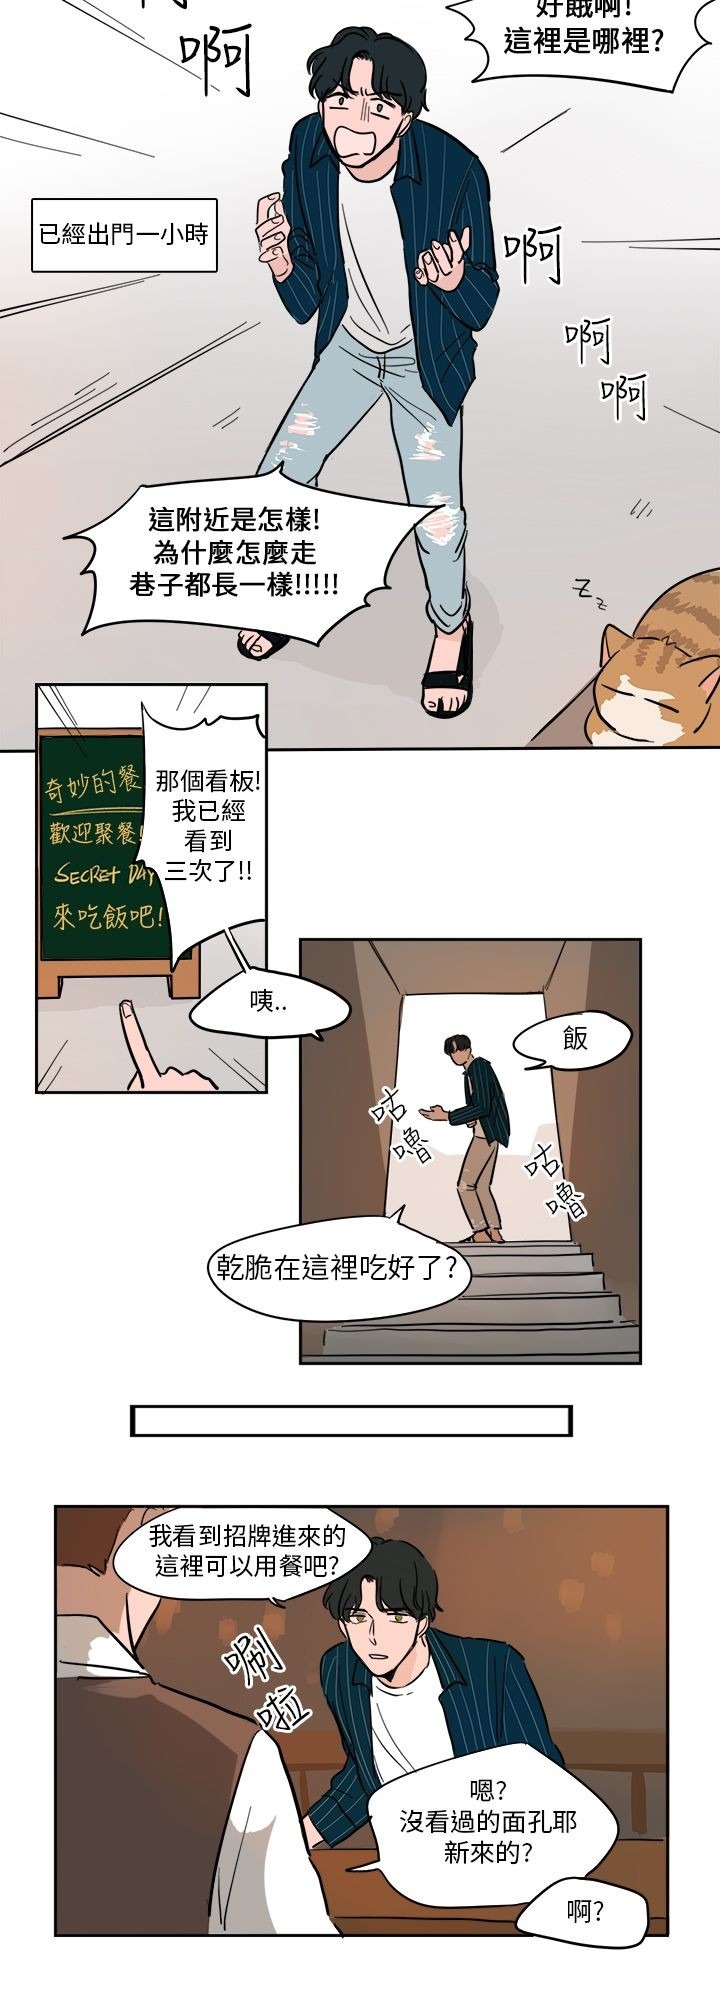 好餓啊!
這裡是哪裡?
啊
已經出門一小時
啊
啊
啊
這附近是怎樣!
為什麼怎麼走
巷子都長一樣!!!!!
Zz
那個看板!
我已經
看到
三次了!!
奇妙的餐
歡迎聚餐!
SECRET DAY
來吃飯吧!
咦..
飯
咕嚕
咕嚕
乾脆在這裡吃好了?
我看到招牌進來的
這裡可以用餐吧?
唰啦
嗯?
沒看過的面孔耶
新來的?
啊?